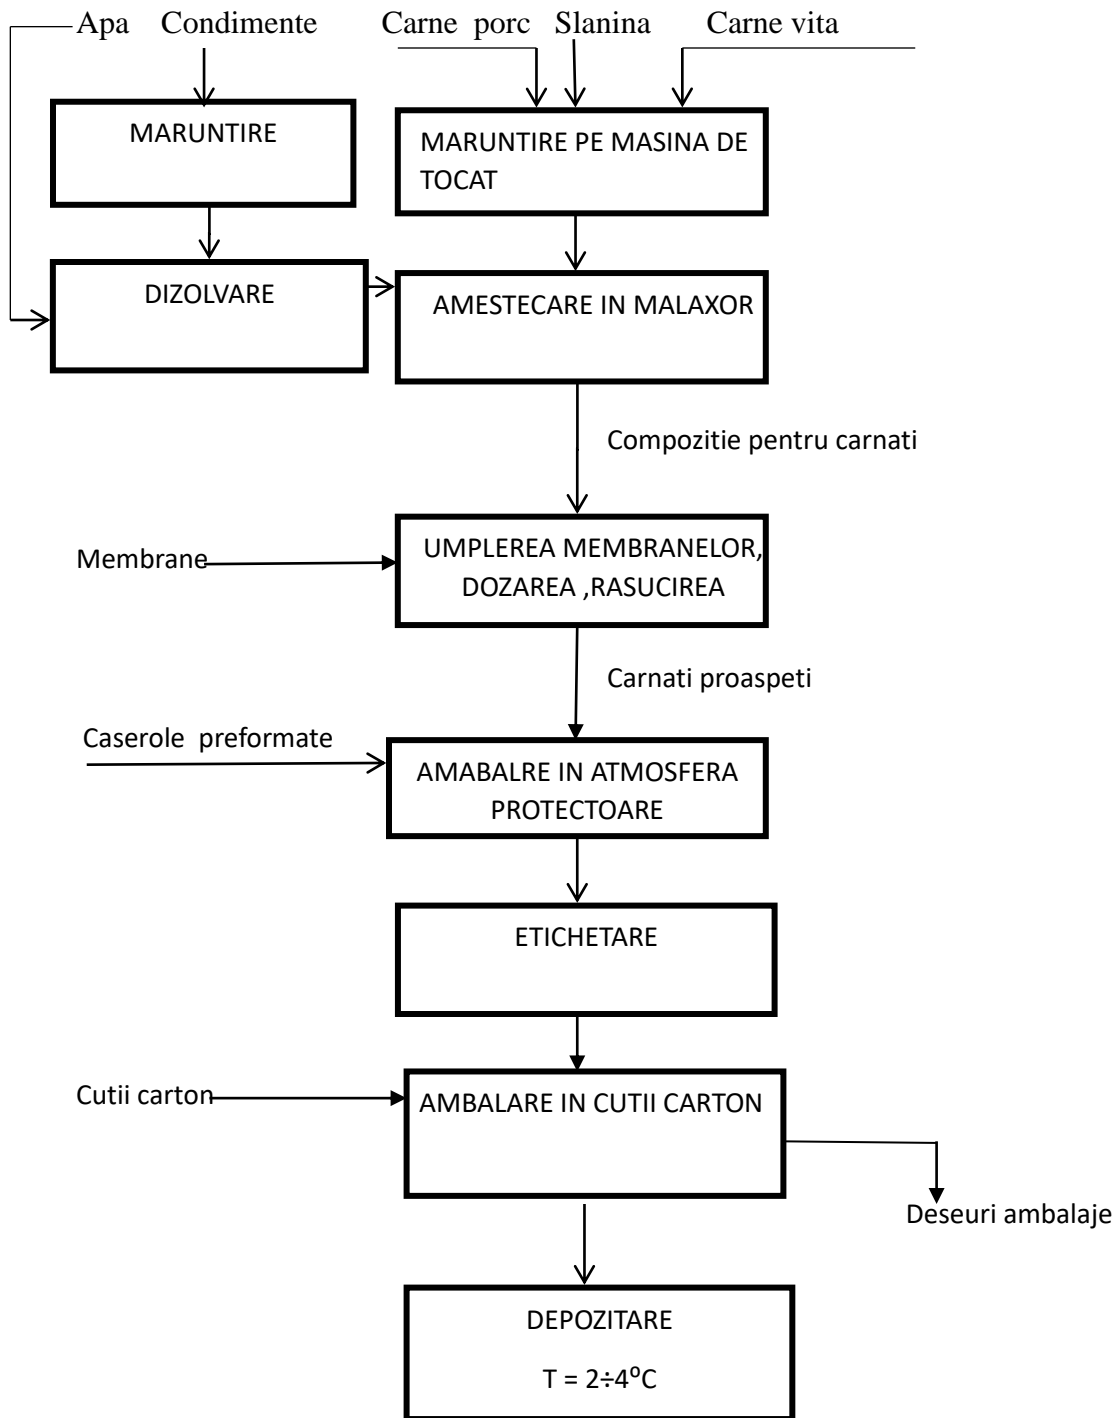 Apa Condimente Carne porc Slanina Carne vita
MARUNTIRE
MARUNTIRE PE MASINA DE
TOCAT
DIZOLVARE
AMESTECARE IN MALAXOR
Compozitie pentru carnati
Membrane
UMPLEREA MEMBRANELOR,
DOZAREA ,RASUCIREA
Carnati proaspeti
Caserole preformate
AMABALRE IN ATMOSFERA
PROTECTOARE
ETICHETARE
Cutii carton
AMBALARE IN CUTII CARTON
Deseuri ambalaje
DEPOZITARE
T = 2÷4⁰C